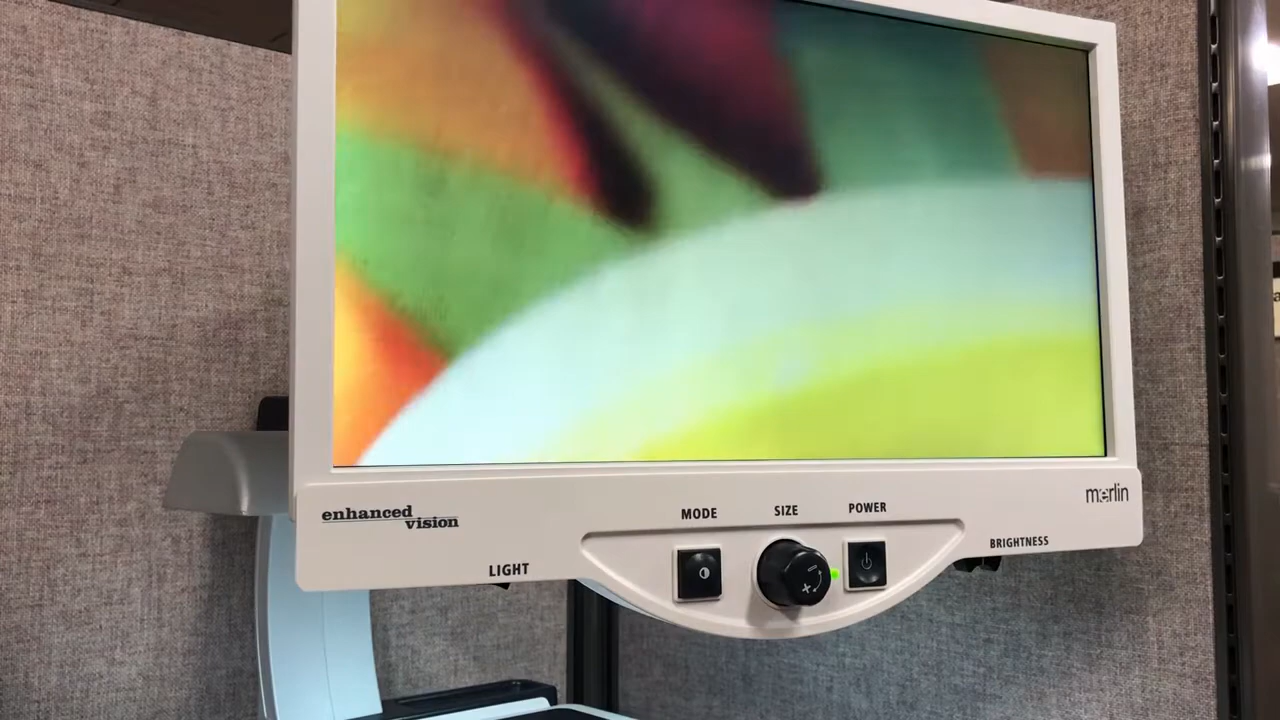 enhanced
vision
merlin
MODE
SIZE
POWER
LIGHT
BRIGHTNESS